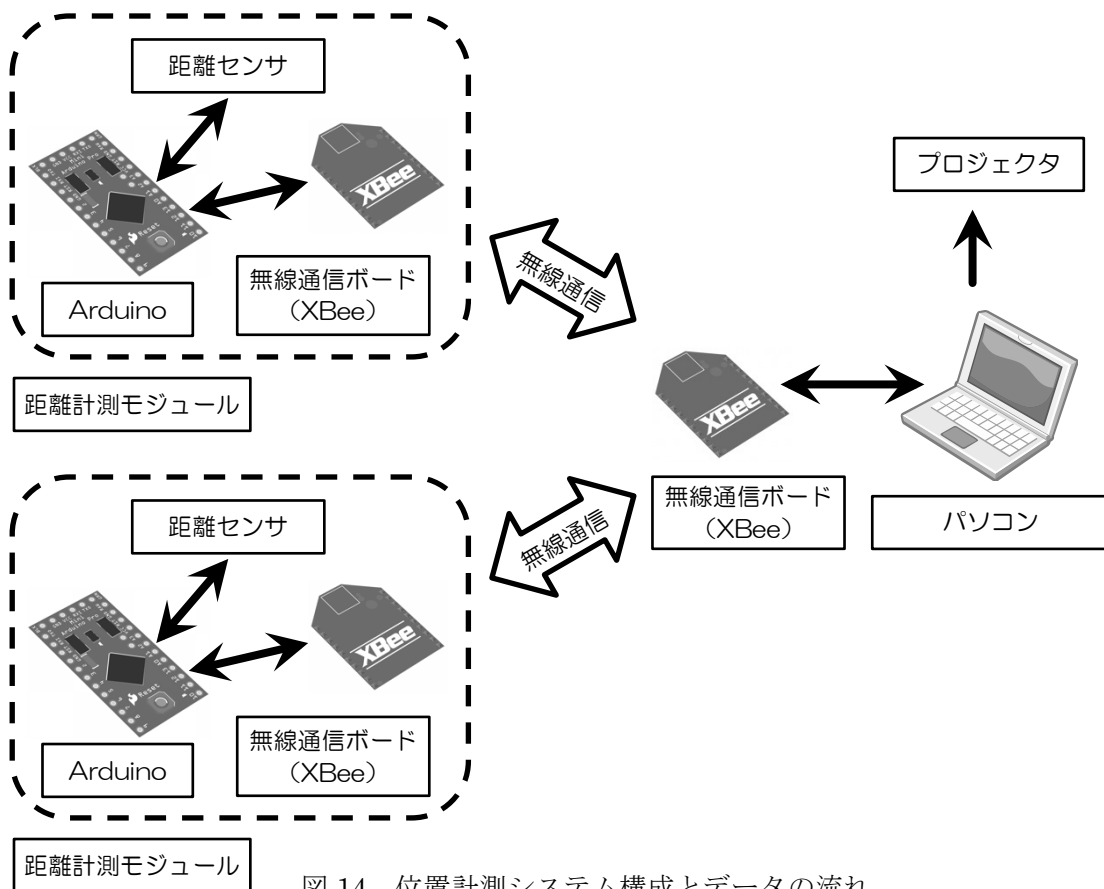 距離センサ
XBee
Arduino
無線通信ボード
（XBee）
距離計測モジュール
無線通信
プロジェクタ
XBee
無線通信ボード
（XBee）
パソコン
距離センサ
XBee
Arduino
無線通信ボード
（XBee）
距離計測モジュール
無線通信
図 14 位置計測システム構成とデータの流れ